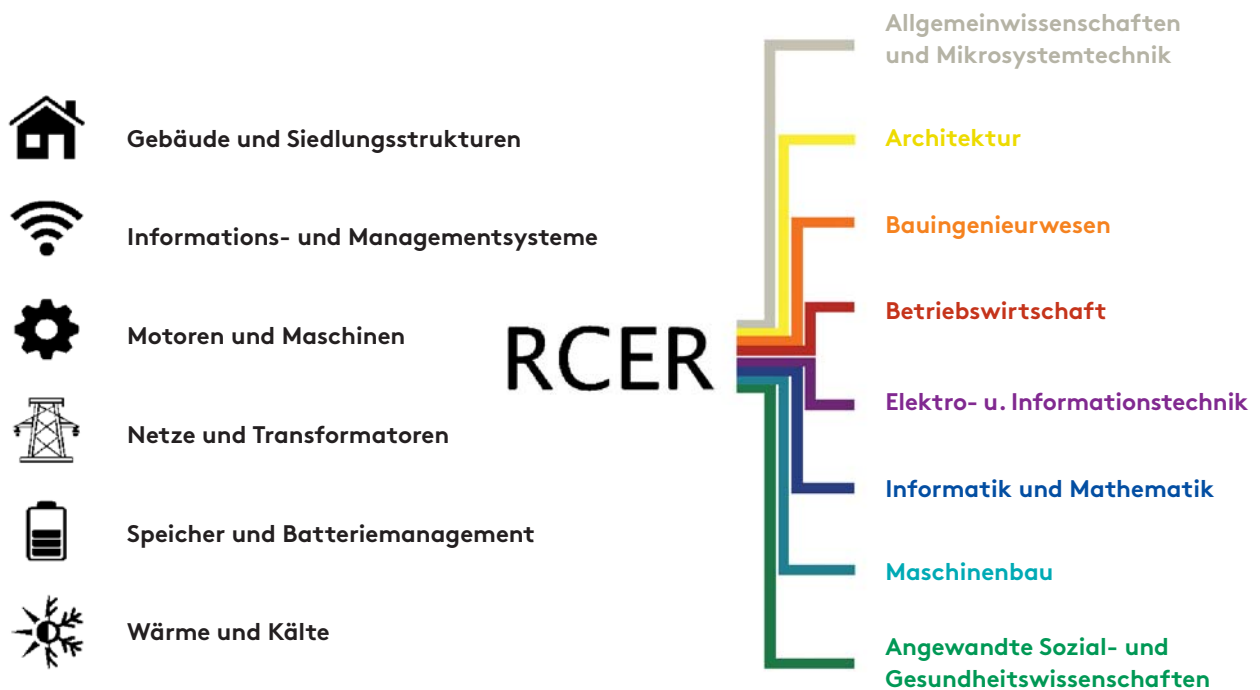 Gebäude und Siedlungsstrukturen
Informations- und Managementsysteme
Motoren und Maschinen
Netze und Transformatoren
Speicher und Batteriemanagement
Wärme und Kälte
RCER
Allgemeinwissenschaften
und Mikrosystemtechnik
Architektur
Bauingenieurwesen
Betriebswirtschaft
Elektro- u. Informationstechnik
Informatik und Mathematik
Maschinenbau
Angewandte Sozial- und
Gesundheitswissenschaften